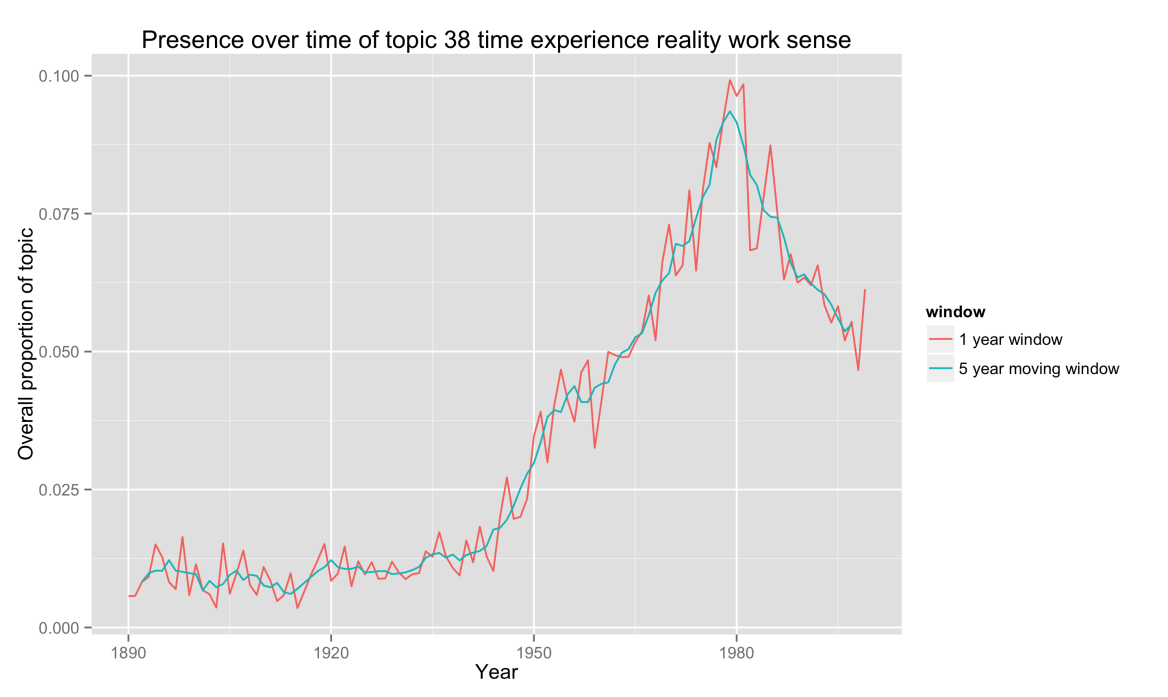 Presence over time of topic 38 time experience reality work sense
0.100
0.075
0.050
0.025
0.000
Overall proportion of topic
1890
1920
1950
1980
Year
window
1 year window
5 year moving window